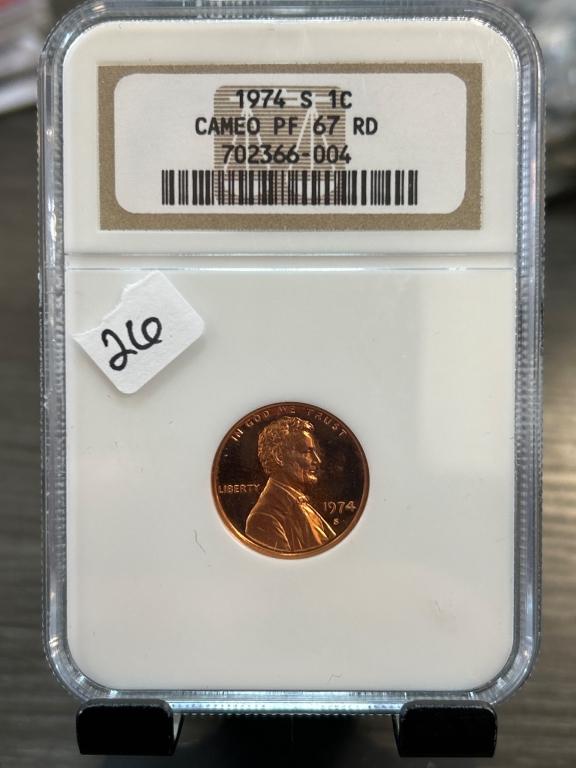 1974 S 1C
CAMEO PF 67 RD
702366-004
26
IN GOD WE TRUST
LIBERTY
1974
S